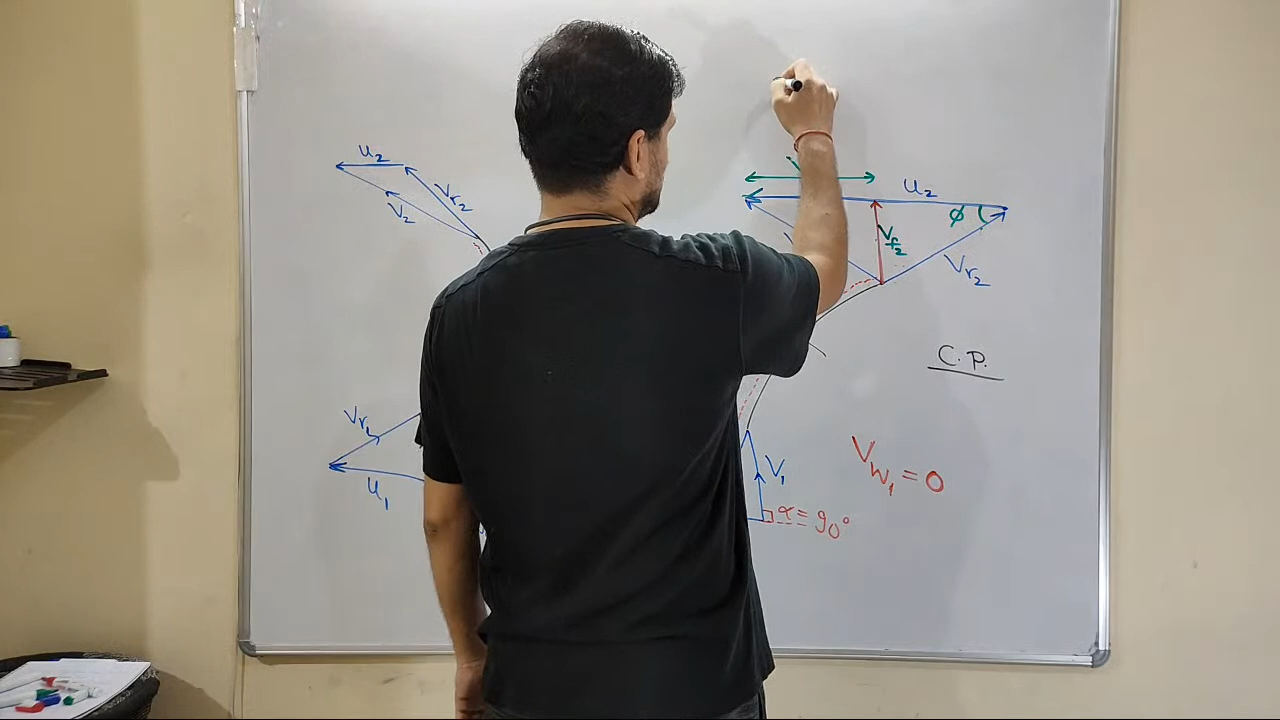 u₂
Vr₂
V₂
Vr₁
u₁
u₂
ϕ
Vf₂
Vr₂
C.P.
V₁
α = 90°
Vw₁ = 0